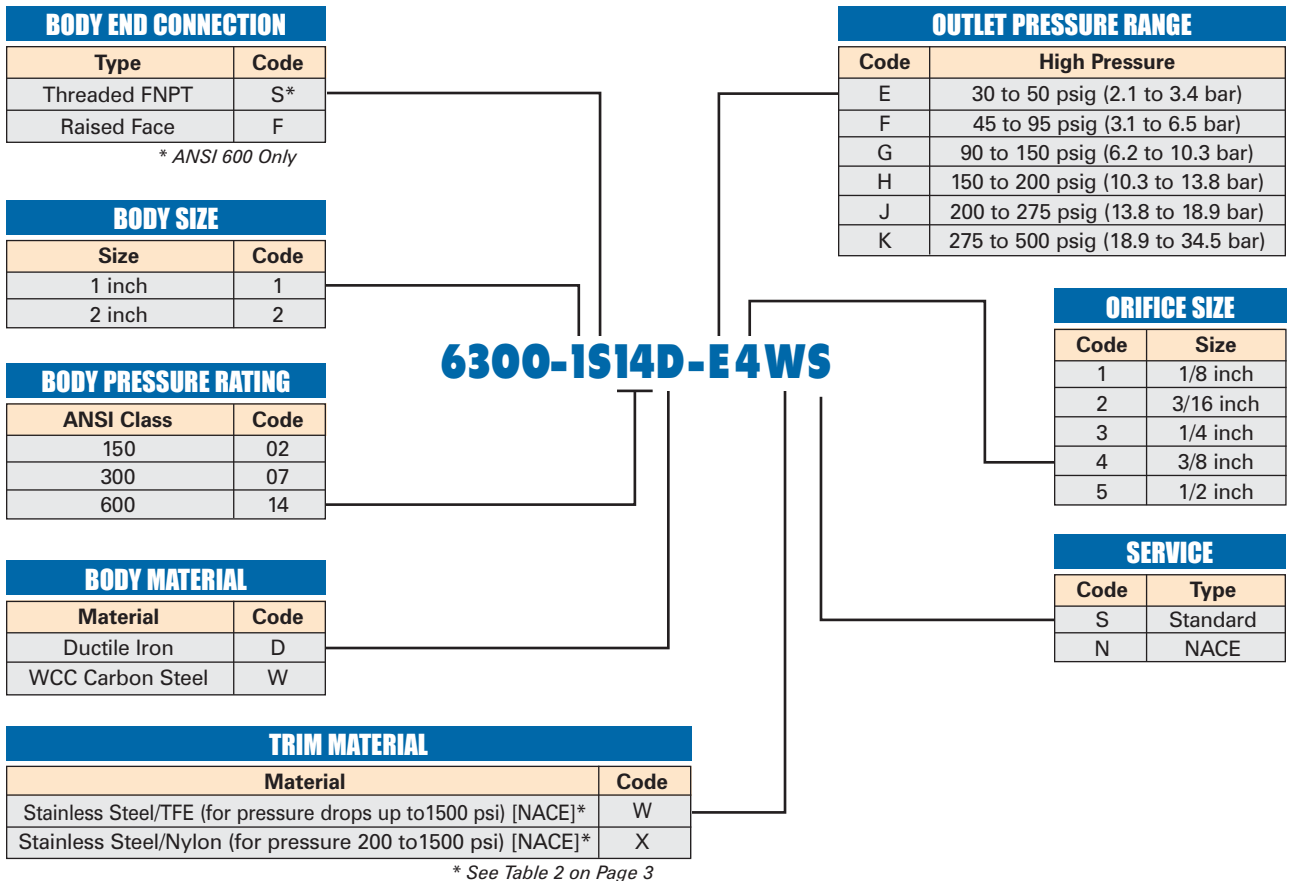 BODY END CONNECTION
Type Code
Threaded FNPT S*
Raised Face F
* ANSI 600 Only
BODY SIZE
Size Code
1 inch 1
2 inch 2
BODY PRESSURE RATING
ANSI Class Code
150 02
300 07
600 14
BODY MATERIAL
Material Code
Ductile Iron D
WCC Carbon Steel W
TRIM MATERIAL
Material Code
Stainless Steel/TFE (for pressure drops up to1500 psi) [NACE]* W
Stainless Steel/Nylon (for pressure 200 to1500 psi) [NACE]* X
* See Table 2 on Page 3
6300-1S14D-E4WS
OUTLET PRESSURE RANGE
Code High Pressure
E 30 to 50 psig (2.1 to 3.4 bar)
F 45 to 95 psig (3.1 to 6.5 bar)
G 90 to 150 psig (6.2 to 10.3 bar)
H 150 to 200 psig (10.3 to 13.8 bar)
J 200 to 275 psig (13.8 to 18.9 bar)
K 275 to 500 psig (18.9 to 34.5 bar)
ORIFICE SIZE
Code Size
1 1/8 inch
2 3/16 inch
3 1/4 inch
4 3/8 inch
5 1/2 inch
SERVICE
Code Type
S Standard
N NACE